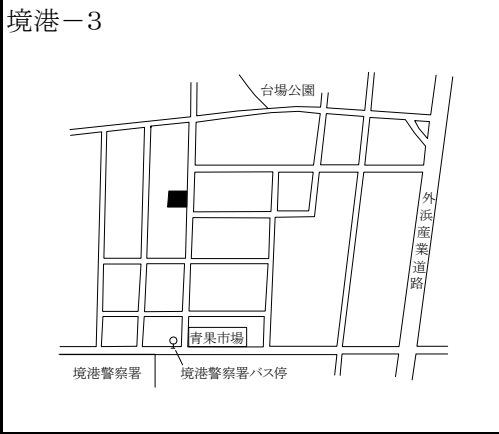 境港－3
台場公園
外浜産業道路
青果市場
境港警察署
境港警察署バス停